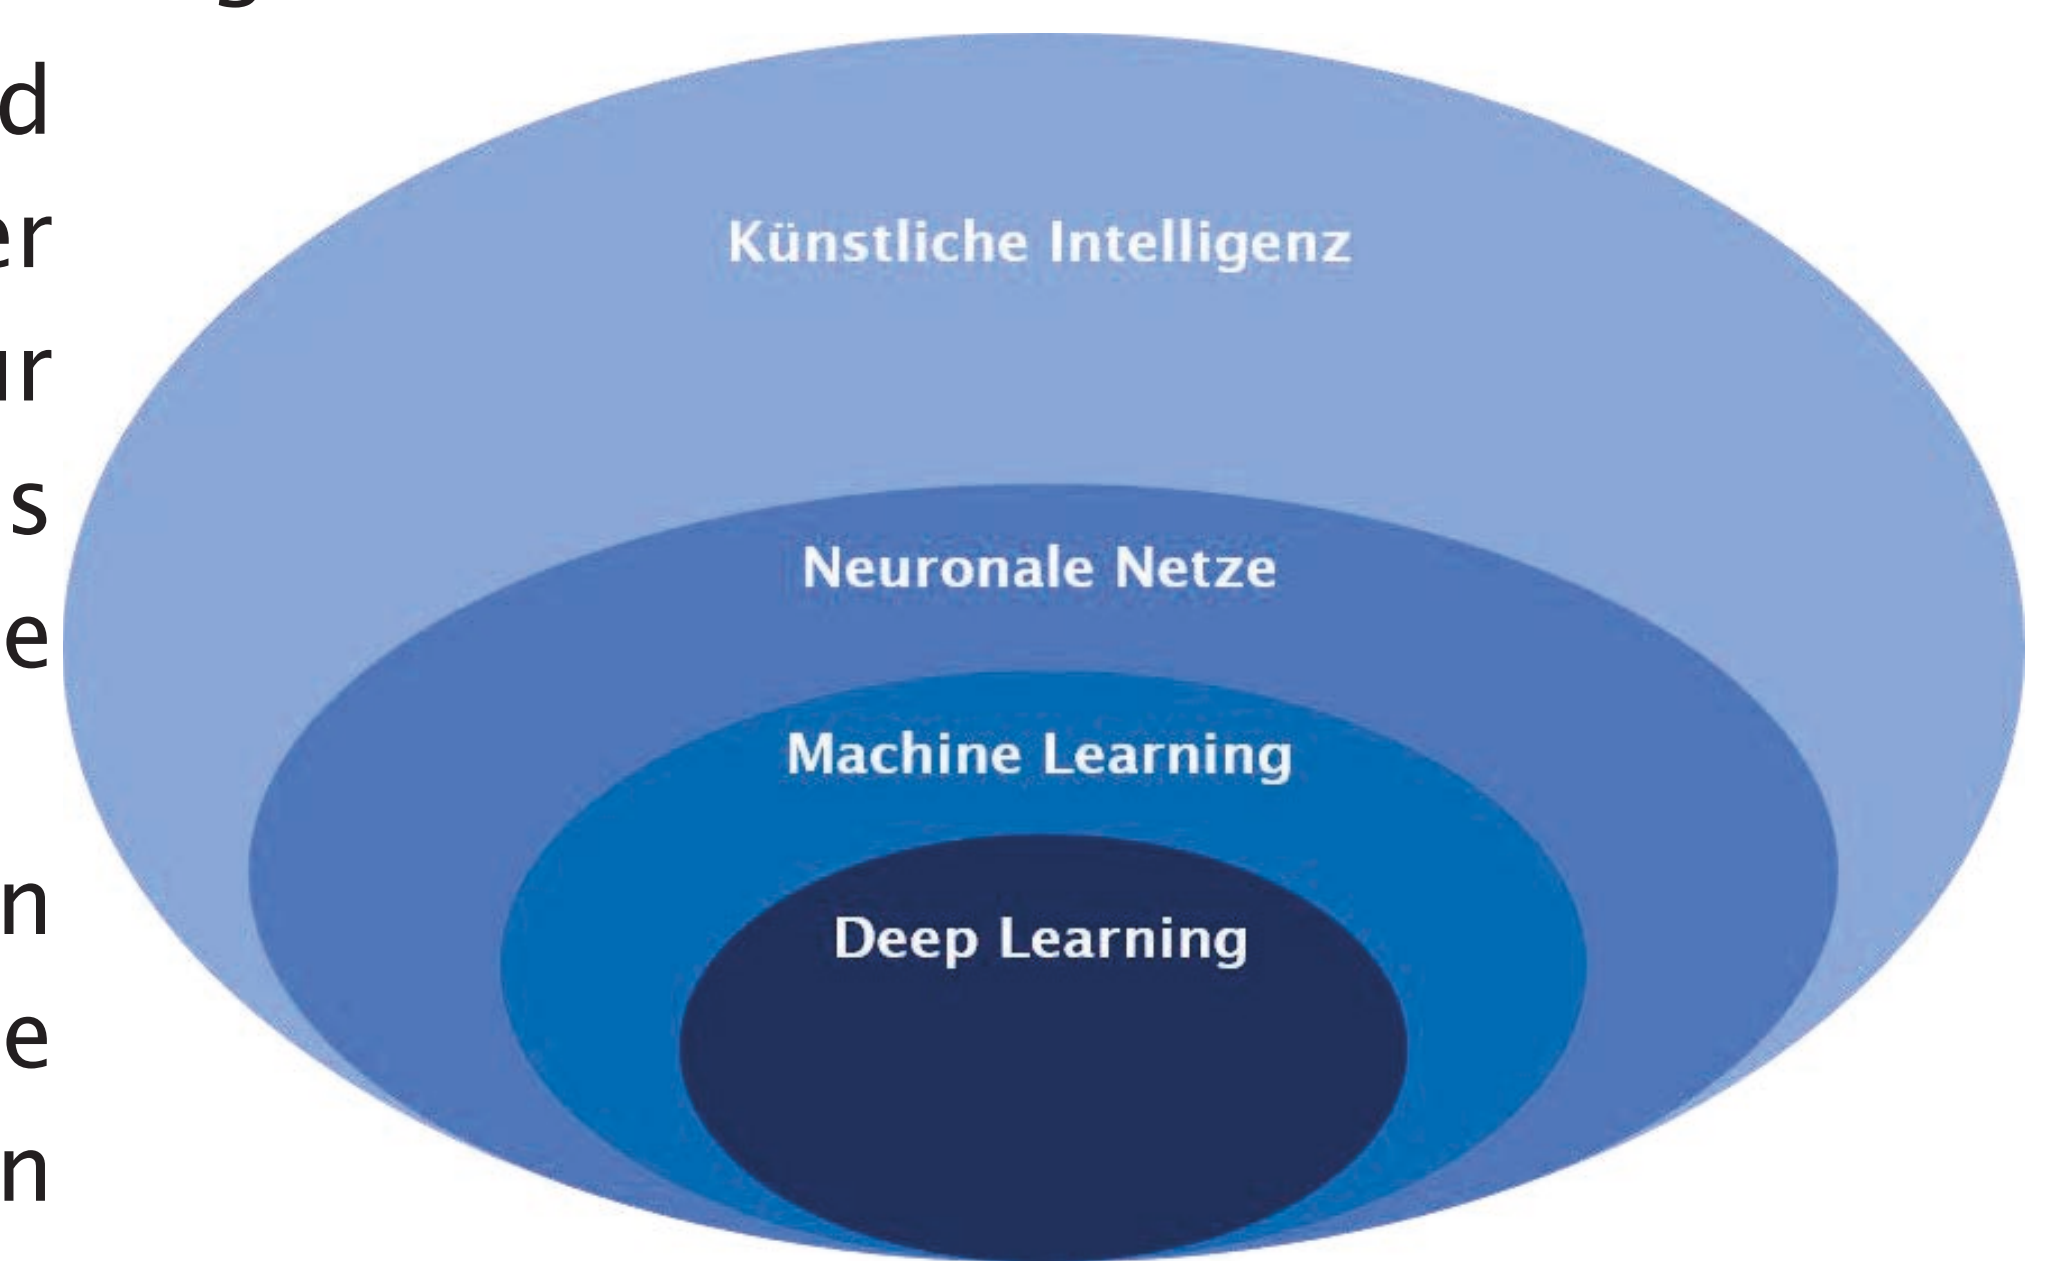 Künstliche Intelligenz
Neuronale Netze
Machine Learning
Deep Learning